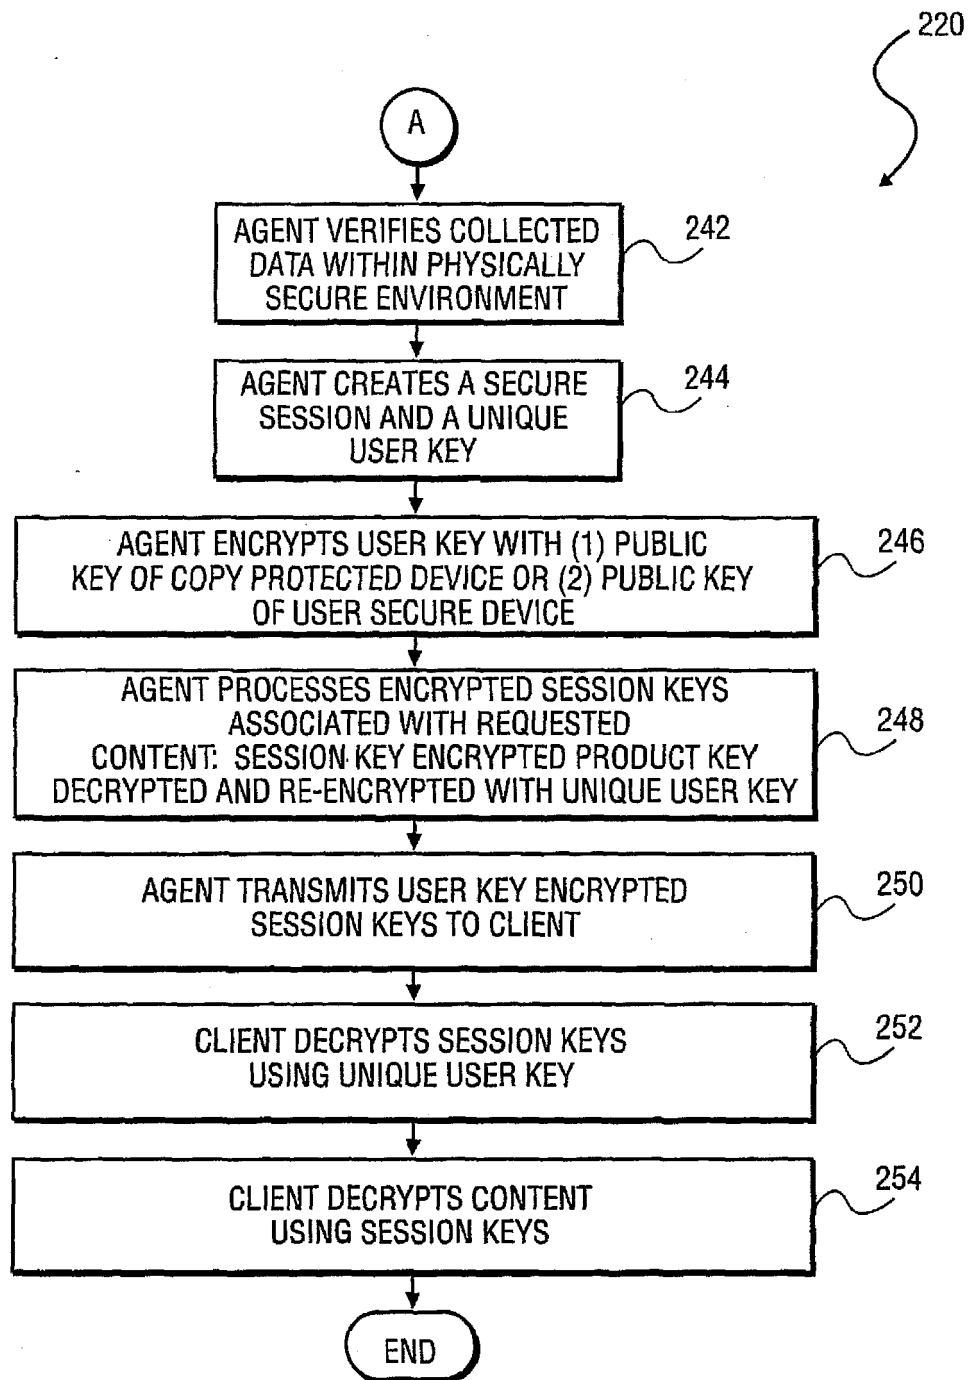 220
A
AGENT VERIFIES COLLECTED
DATA WITHIN PHYSICALLY
SECURE ENVIRONMENT
242
AGENT CREATES A SECURE
SESSION AND A UNIQUE
USER KEY
244
AGENT ENCRYPTS USER KEY WITH (1) PUBLIC
KEY OF COPY PROTECTED DEVICE OR (2) PUBLIC KEY
OF USER SECURE DEVICE
246
AGENT PROCESSES ENCRYPTED SESSION KEYS
ASSOCIATED WITH REQUESTED
CONTENT: SESSION KEY ENCRYPTED PRODUCT KEY
DECRYPTED AND RE-ENCRYPTED WITH UNIQUE USER KEY
248
AGENT TRANSMITS USER KEY ENCRYPTED
SESSION KEYS TO CLIENT
250
CLIENT DECRYPTS SESSION KEYS
USING UNIQUE USER KEY
252
CLIENT DECRYPTS CONTENT
USING SESSION KEYS
254
END